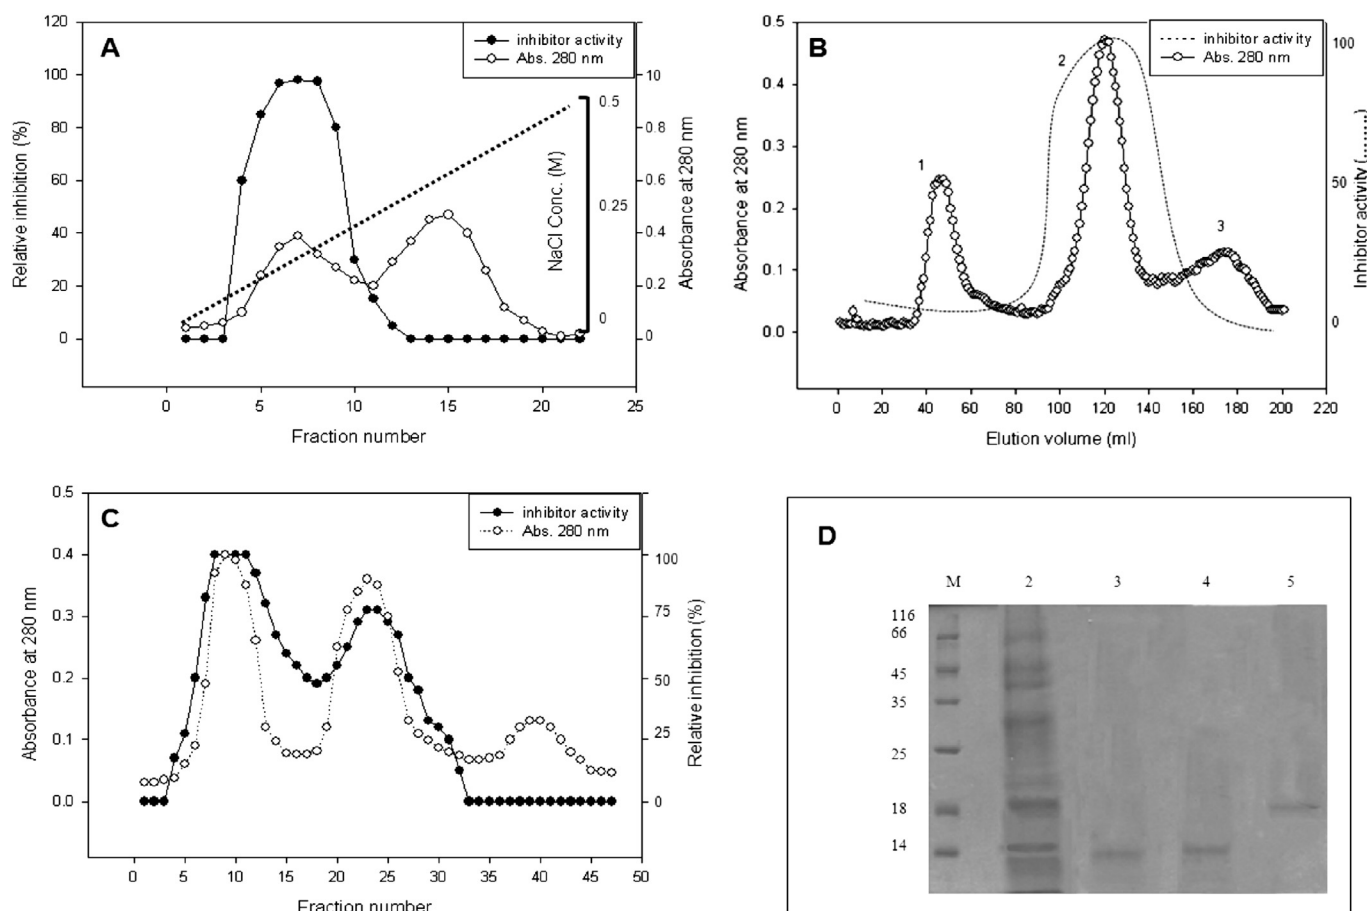 A
inhibitor activity
Abs. 280 nm
Relative inhibition (%)
120
100
80
60
40
20
0
10
0.8
0.6
0.4
0.2
0
Absorbance at 280 nm
NaCl Conc. (M)
0.5
0.25
0
0 5 10 15 20 25
Fraction number
B
inhibitor activity
Abs. 280 nm
1
2
3
Absorbance at 280 nm
0.5
0.4
0.3
0.2
0.1
0.0
100
50
0
Inhibitor activity (......)
0 20 40 60 80 100 120 140 160 180 200 220
Elution volume (ml)
C
inhibitor activity
Abs. 280 nm
Absorbance at 280 nm
0.5
0.4
0.3
0.2
0.1
0.0
100
75
50
25
0
Relative inhibition (%)
0 5 10 15 20 25 30 35 40 45 50
Fraction number
D
M 2 3 4 5
116
66
45
35
25
18
14